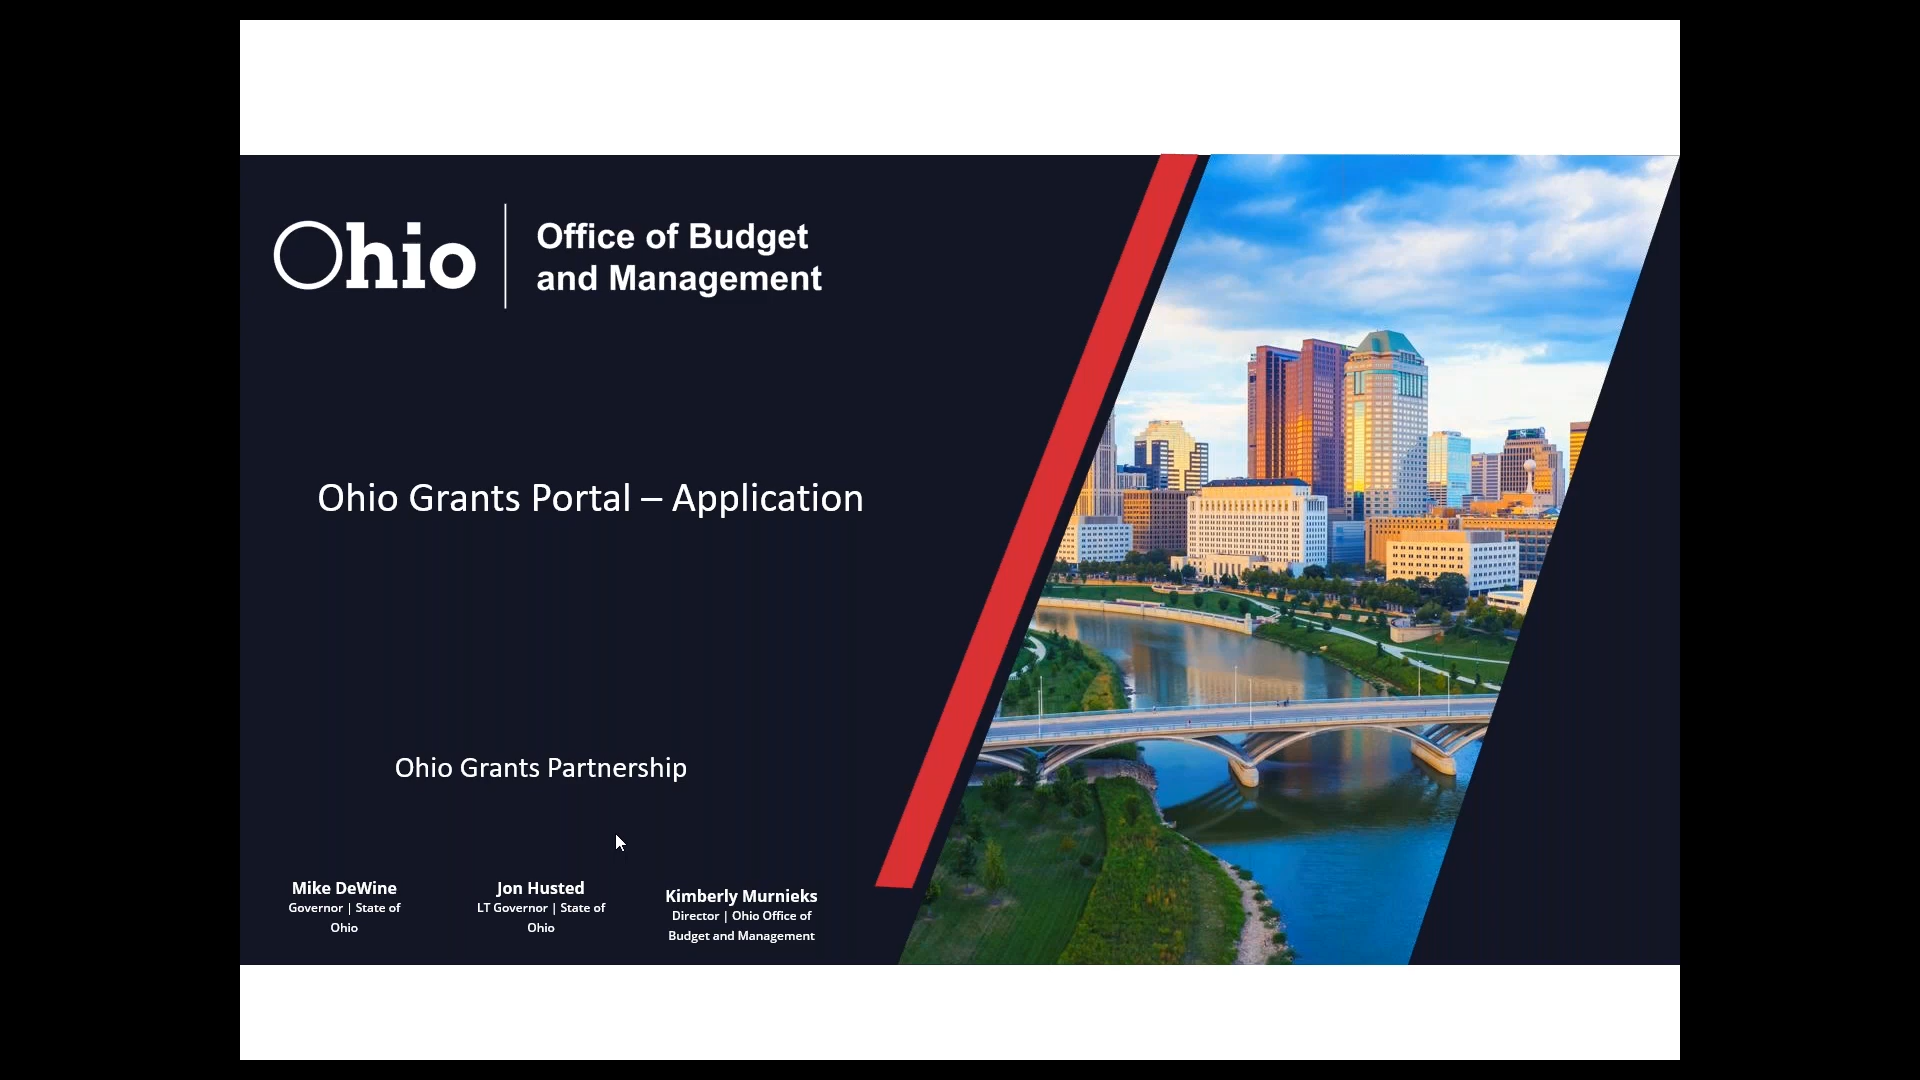 Ohio
Office of Budget
and Management
Ohio Grants Portal – Application
Ohio Grants Partnership
Mike DeWine
Governor | State of
Ohio
Jon Husted
LT Governor | State of
Ohio
Kimberly Murnieks
Director | Ohio Office of
Budget and Management